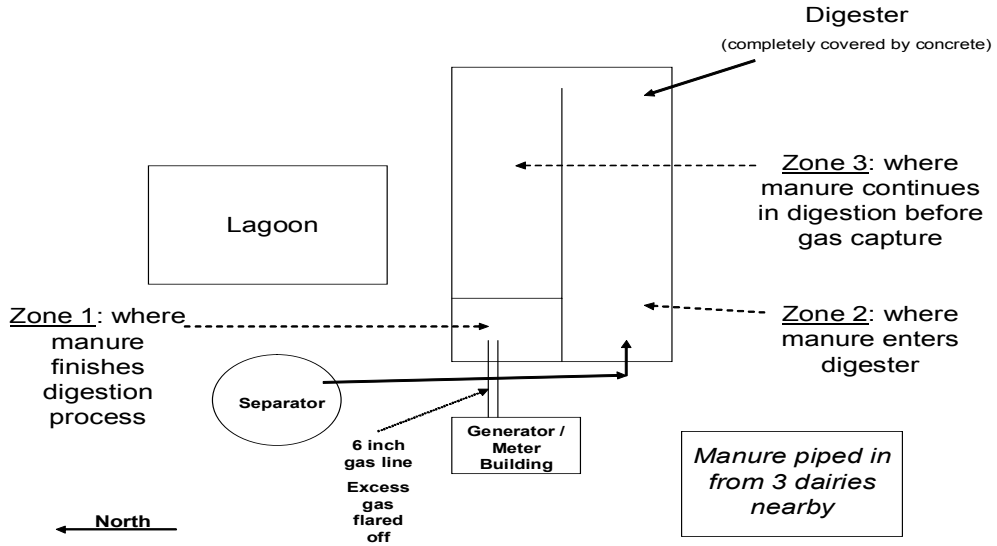 Digester
(completely covered by concrete)
Zone 3: where
manure continues
in digestion before
gas capture
Lagoon
Zone 1: where
manure
finishes
digestion
process
Zone 2: where
manure enters
digester
Separator
6 inch
gas line
Excess
gas
flared
off
Generator /
Meter
Building
Manure piped in
from 3 dairies
nearby
North